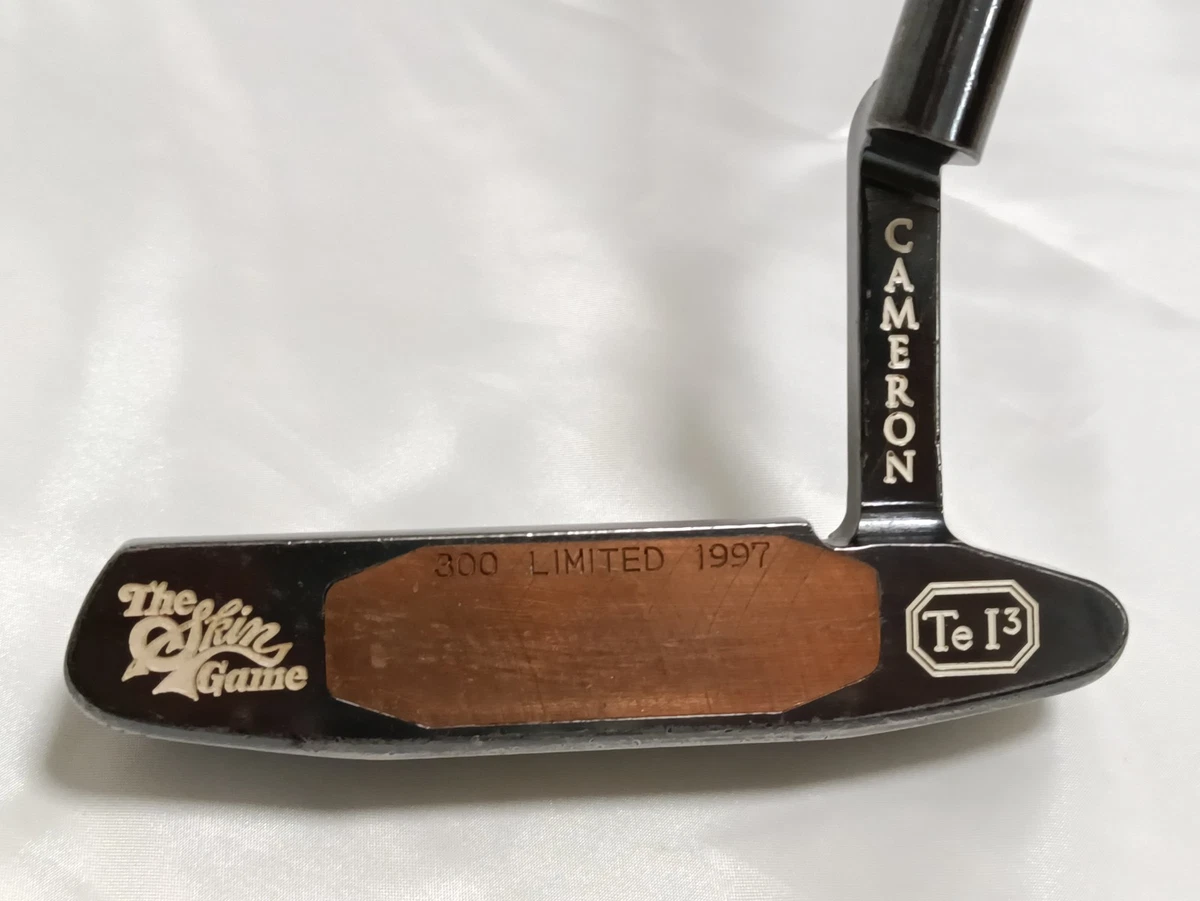 CAMERON
300 LIMITED 1997
The
Skin
Game
Te I³